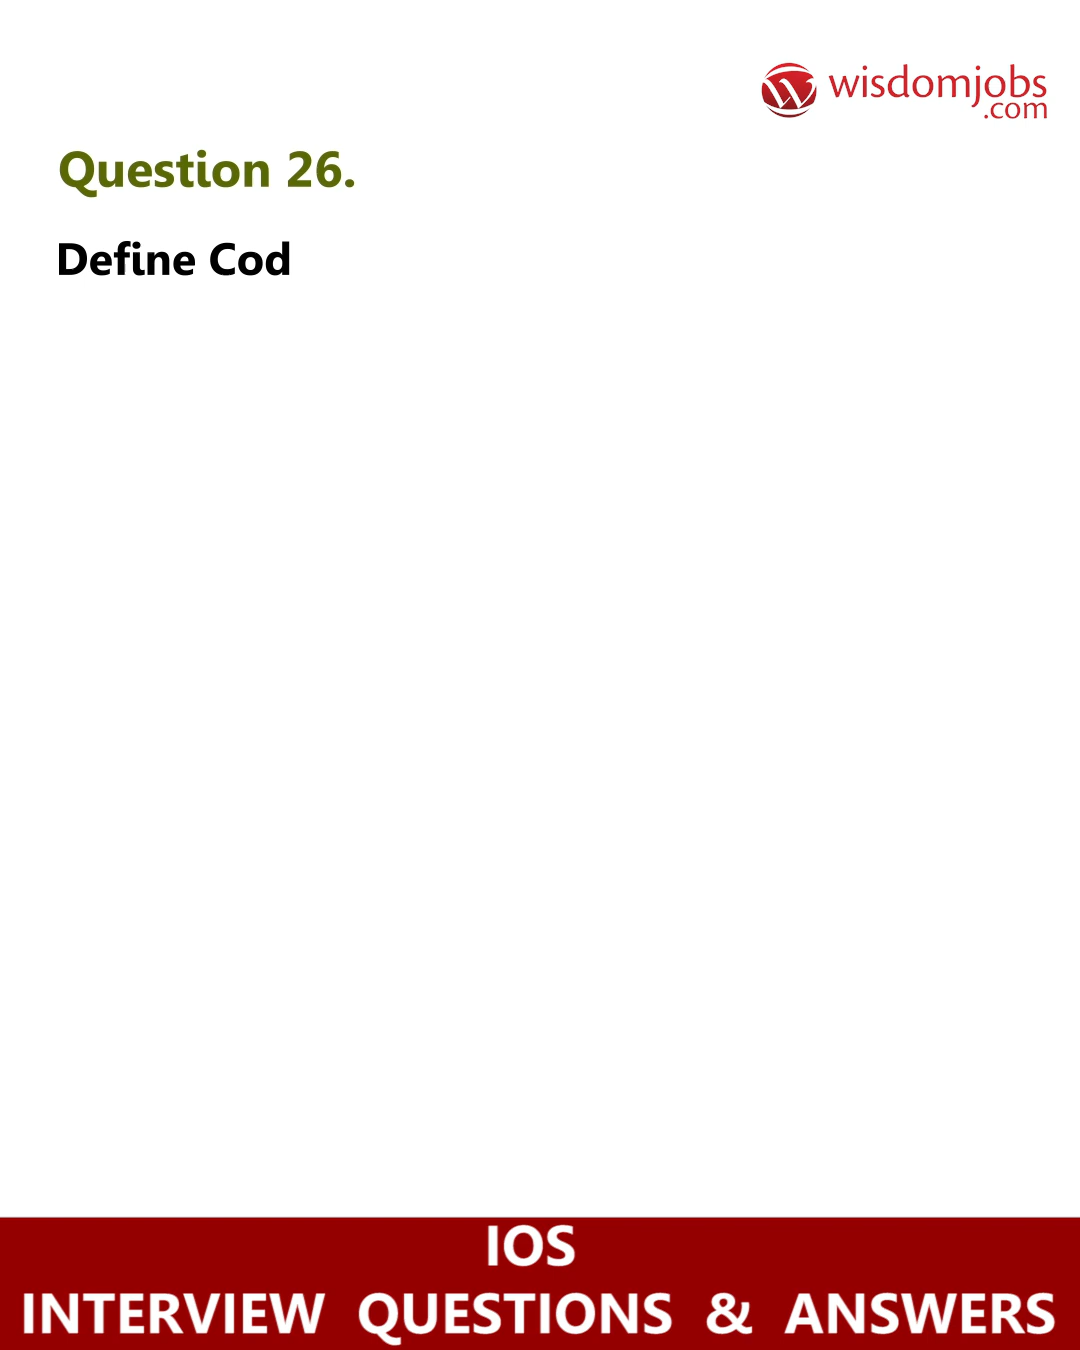 wisdomjobs
.com
Question 26.
Define Cod
IOS
INTERVIEW QUESTIONS & ANSWERS